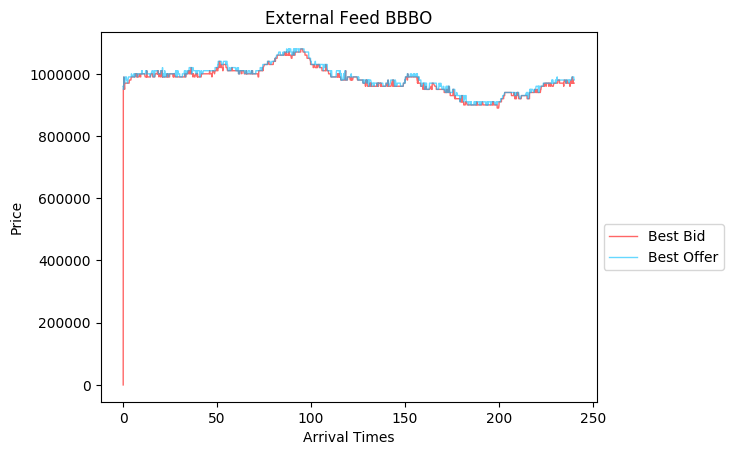 External Feed BBBO
1000000
800000
600000
400000
200000
0
Price
0 50 100 150 200 250
Arrival Times
Best Bid
Best Offer